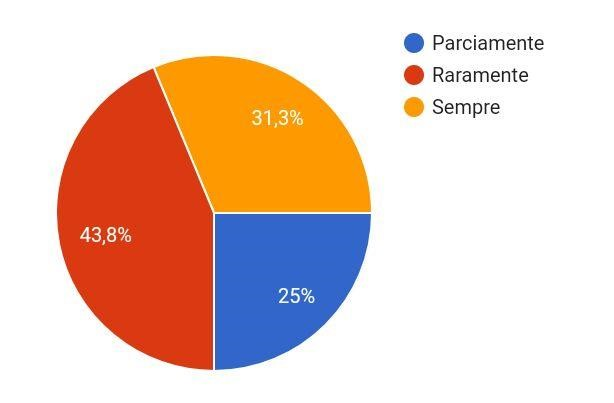 Parciamente
Raramente
Sempre
31,3%
43,8%
25%